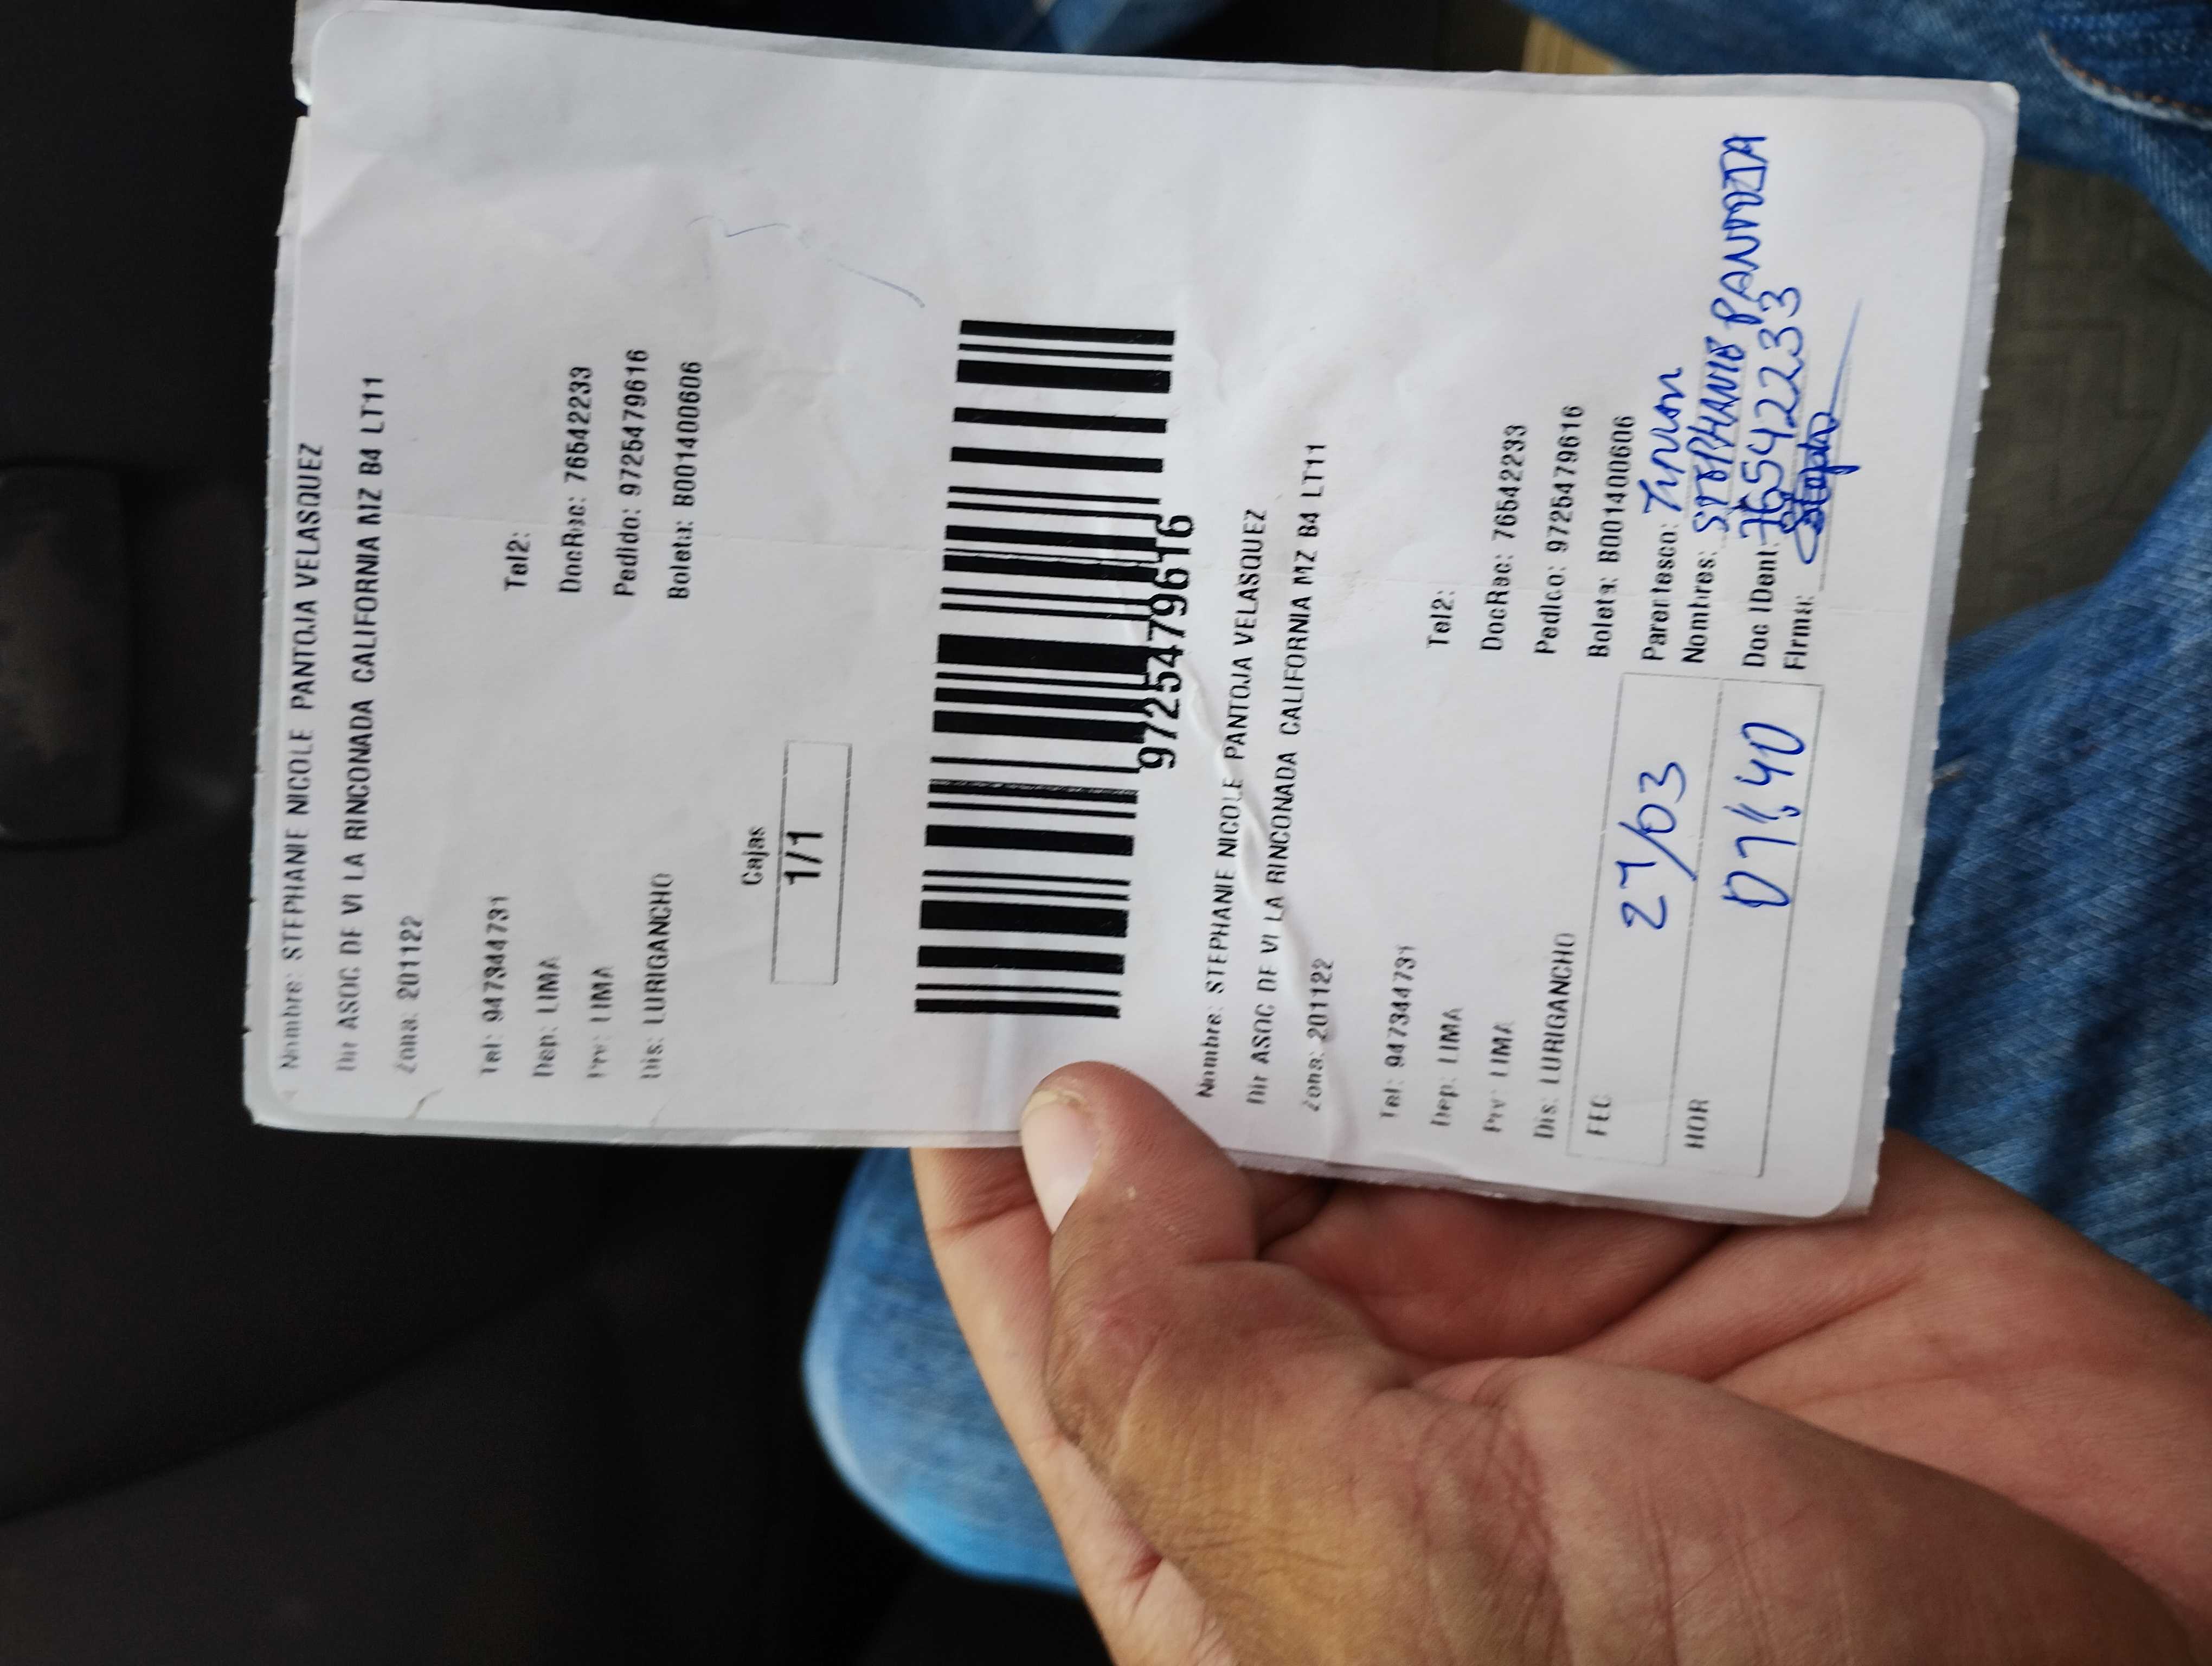 Nombre: STEPHANIE NICOLE PANTOJA VELASQUEZ
Dir ASOC DE VI LA RINCONADA CALIFORNIA MZ B4 LT11
Zona: 201122
Tel: 947344731 Tel2:
Dep: LIMA DocRec: 76542233
Prv: LIMA Pedido: 9725479616
Dis: LURIGANCHO Boleta: B001400606
Cajas
1/1
9725479616
Nombre: STEPHANIE NICOLE PANTOJA VELASQUEZ
Dir ASOC DE VI LA RINCONADA CALIFORNIA MZ B4 LT11
Zona: 201122
Tel: 947344731 Tel2:
Dep: LIMA DocRec: 76542233
Prv: LIMA Pedido: 9725479616
Dis: LURIGANCHO Boleta: B001400606
FEC 27/03 Parentesco:
Nombres: STEPHANIE PANTOJA
HOR Doc IDent: 76542233
Firma: